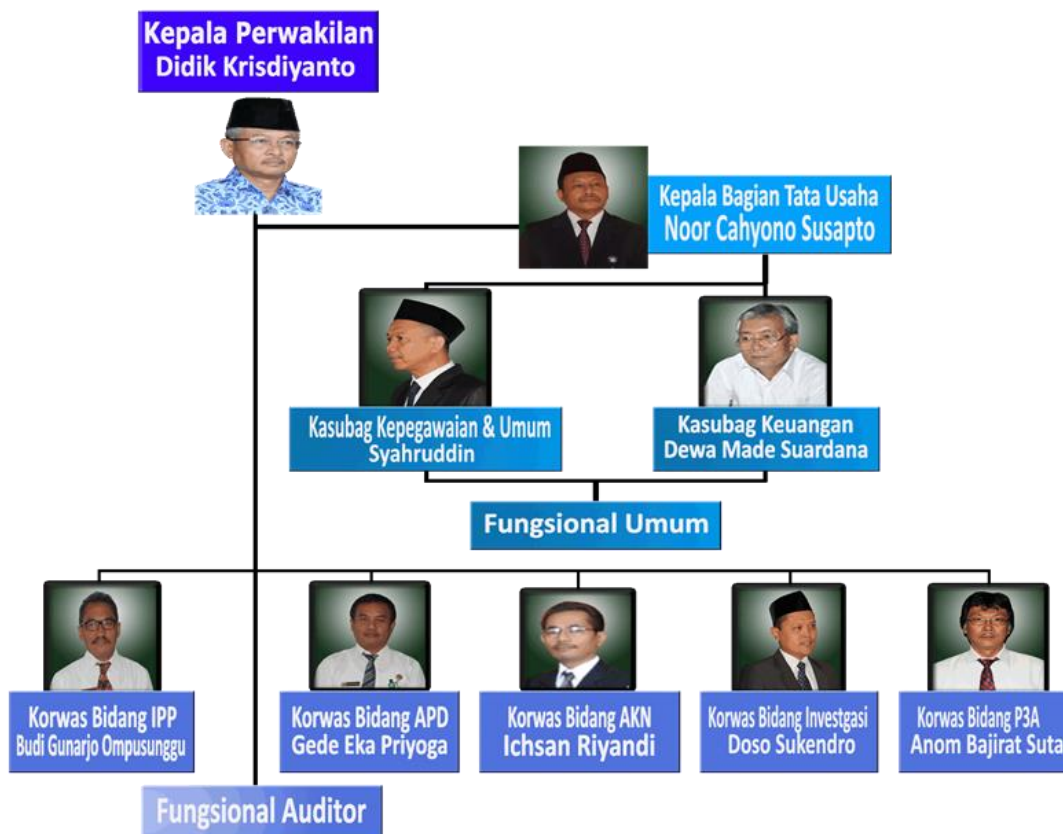 Kepala Perwakilan
Didik Krisdiyanto
Kepala Bagian Tata Usaha
Noor Cahyono Susapto
Kasubag Kepegawaian & Umum
Syahruddin
Kasubag Keuangan
Dewa Made Suardana
Fungsional Umum
Korwas Bidang IPP
Budi Gunarjo Ompusunggu
Korwas Bidang APD
Gede Eka Priyoga
Korwas Bidang AKN
Ichsan Riyandi
Korwas Bidang Investgasi
Doso Sukendro
Korwas Bidang P3A
Anom Bajirat Suta
Fungsional Auditor